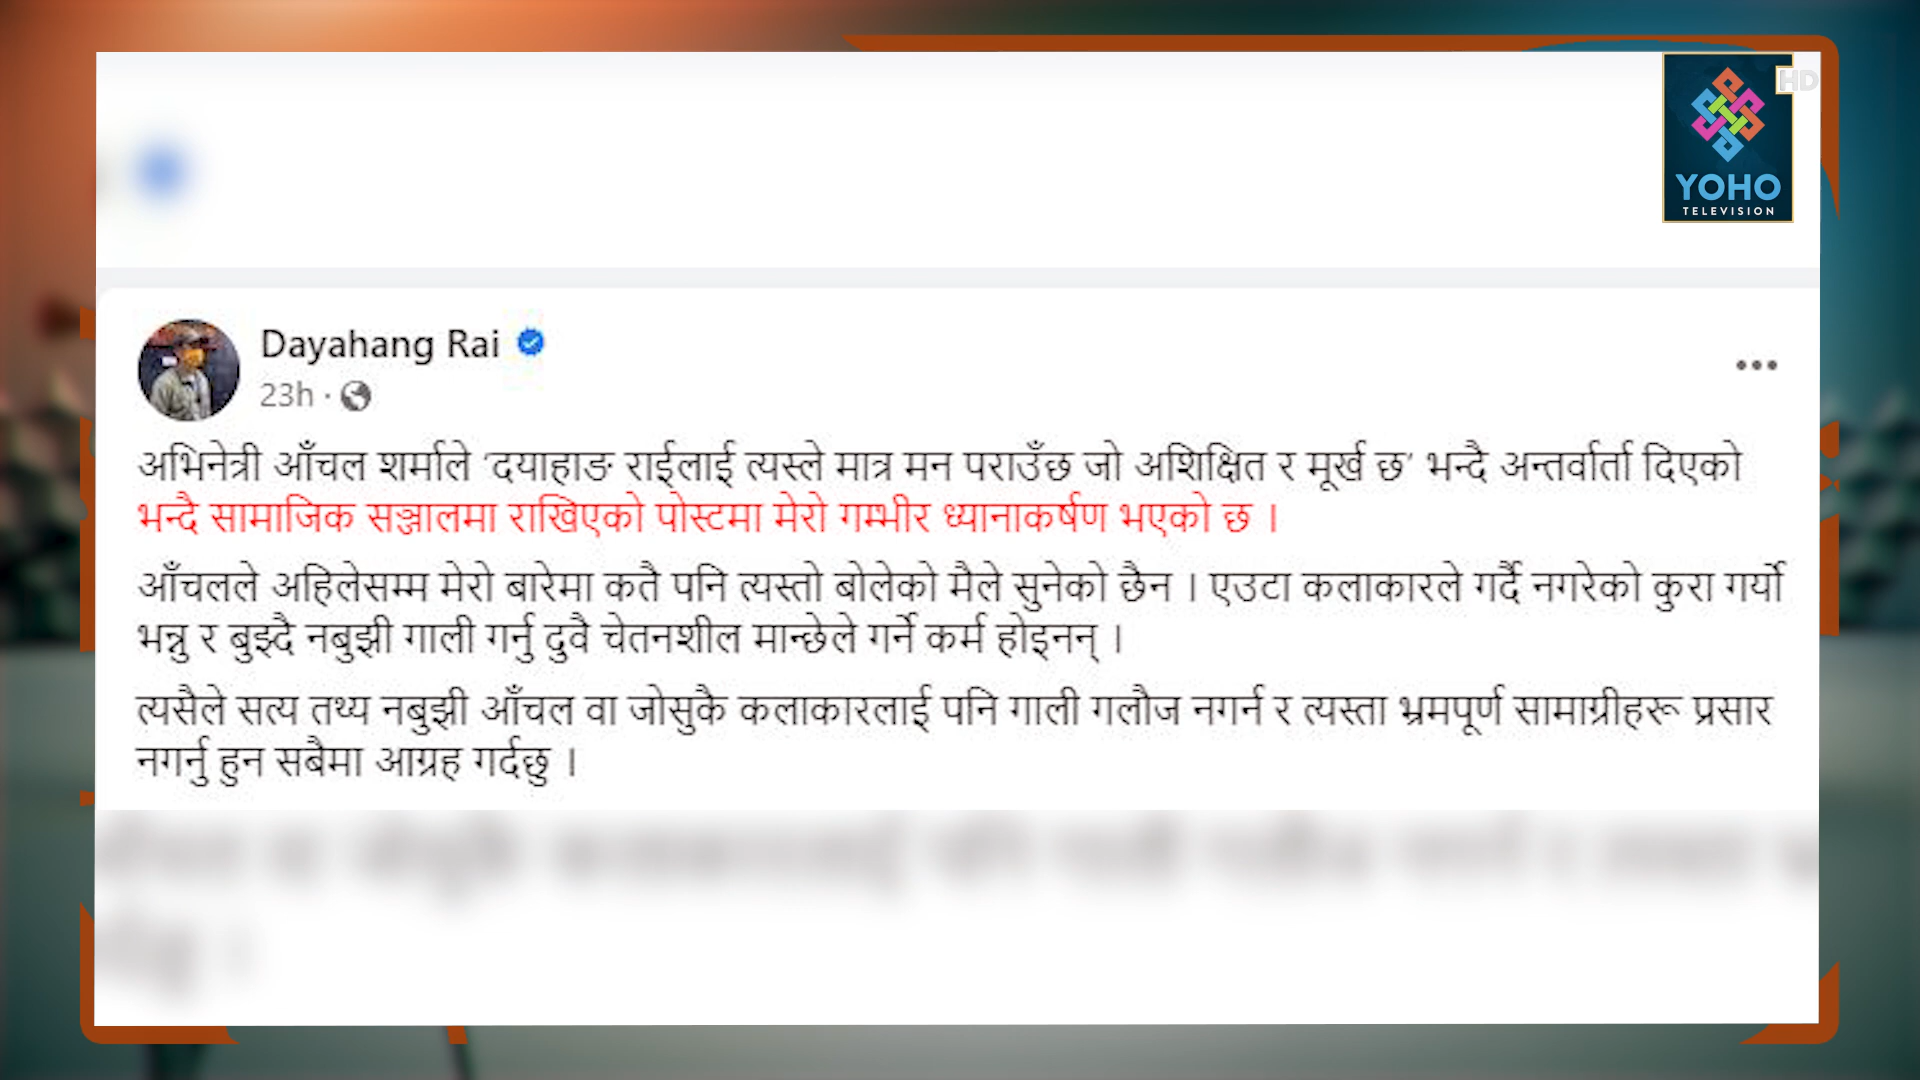 HD
YOHO
TELEVISION
Dayahang Rai
23h ·
अभिनेत्री आँचल शर्माले 'दयाहाङ राईलाई त्यस्ले मात्र मन पराउँछ जो अशिक्षित र मूर्ख छ' भन्दै अन्तर्वार्ता दिएको
भन्दै सामाजिक सञ्जालमा राखिएको पोस्टमा मेरो गम्भीर ध्यानाकर्षण भएको छ ।
आँचलले अहिलेसम्म मेरो बारेमा कतै पनि त्यस्तो बोलेको मैले सुनेको छैन । एउटा कलाकारले गर्दै नगरेको कुरा गर्यो
भन्नु र बुझ्दै नबुझी गाली गर्नु दुवै चेतनशील मान्छेले गर्ने कर्म होइनन् ।
त्यसैले सत्य तथ्य नबुझी आँचल वा जोसुकै कलाकारलाई पनि गाली गलौज नगर्न र त्यस्ता भ्रमपूर्ण सामाग्रीहरू प्रसार
नगर्नु हुन सबैमा आग्रह गर्दछु ।